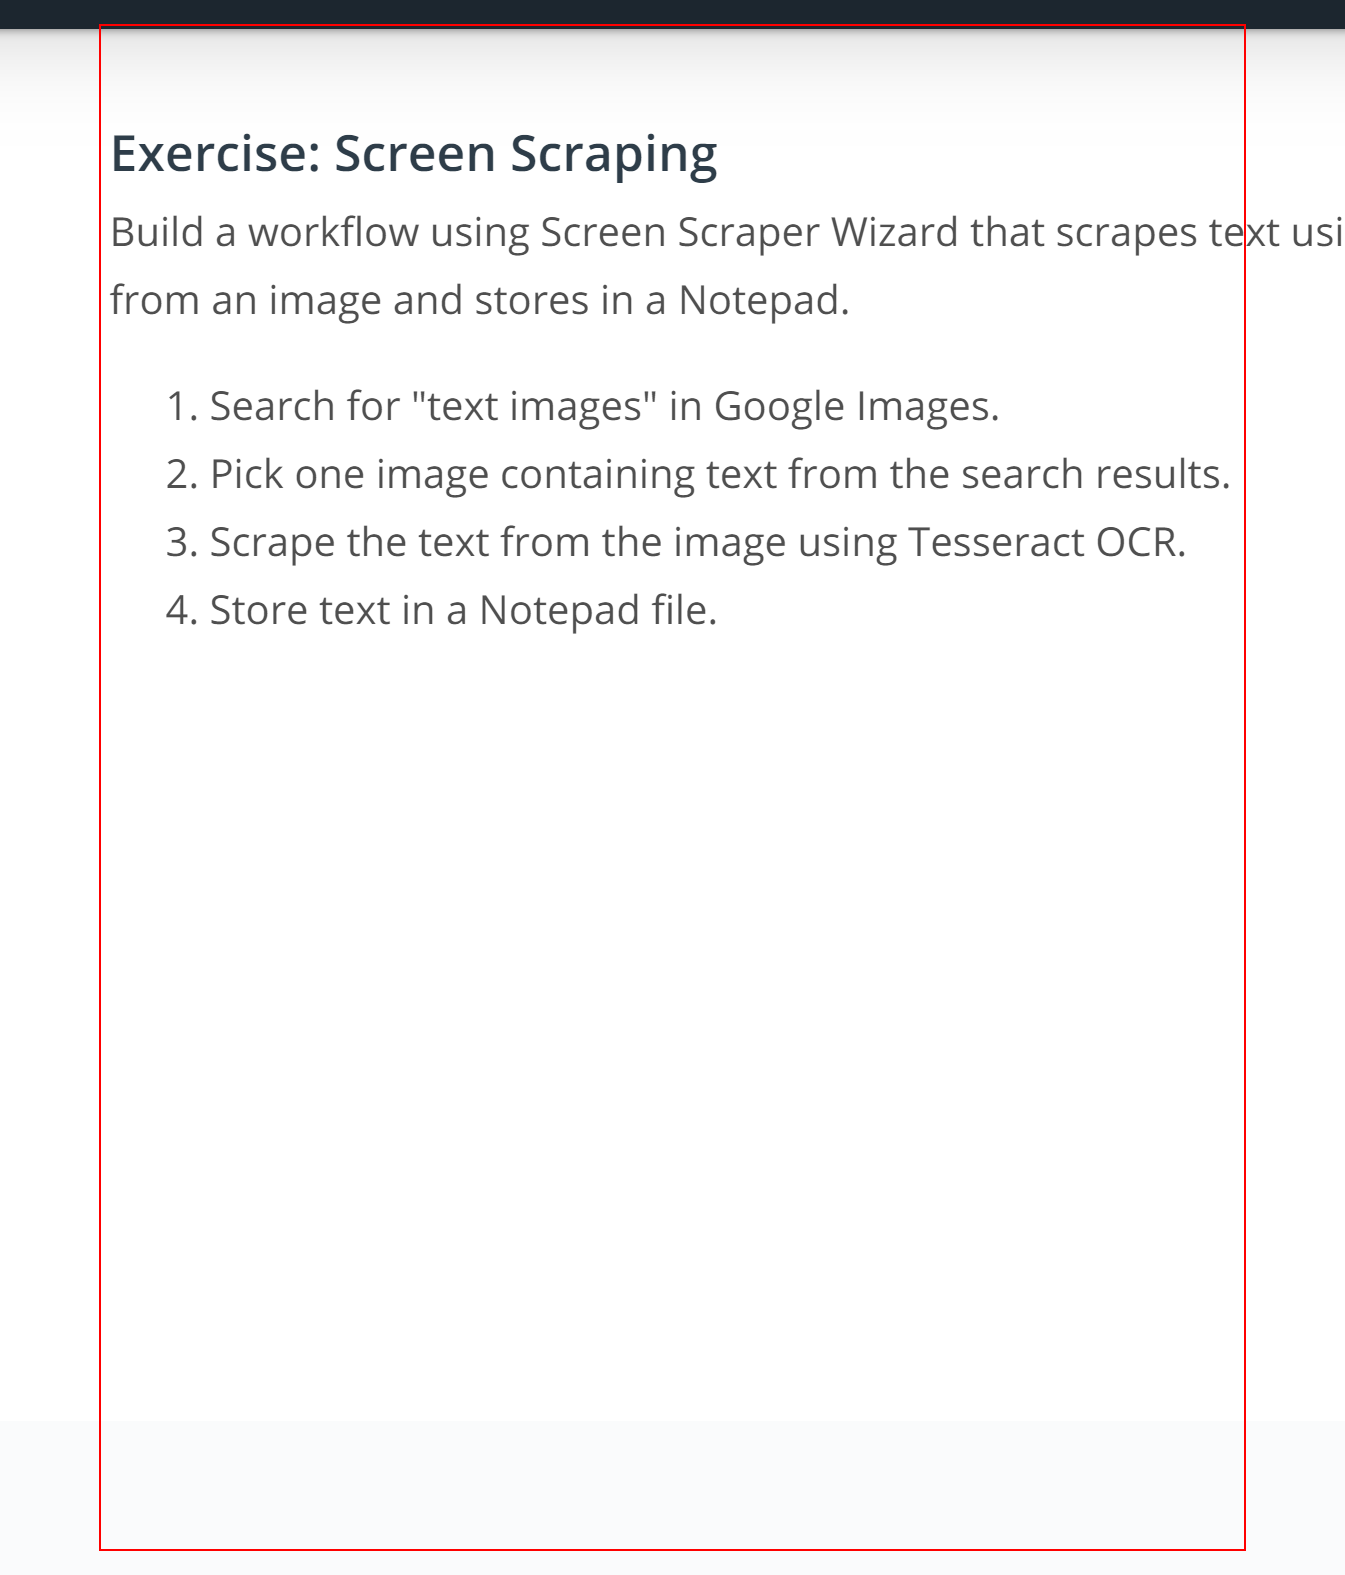 Exercise: Screen Scraping
Build a workflow using Screen Scraper Wizard that scrapes text
from an image and stores in a Notepad.
1. Search for "text images" in Google Images.
2. Pick one image containing text from the search results.
3. Scrape the text from the image using Tesseract OCR.
4. Store text in a Notepad file.